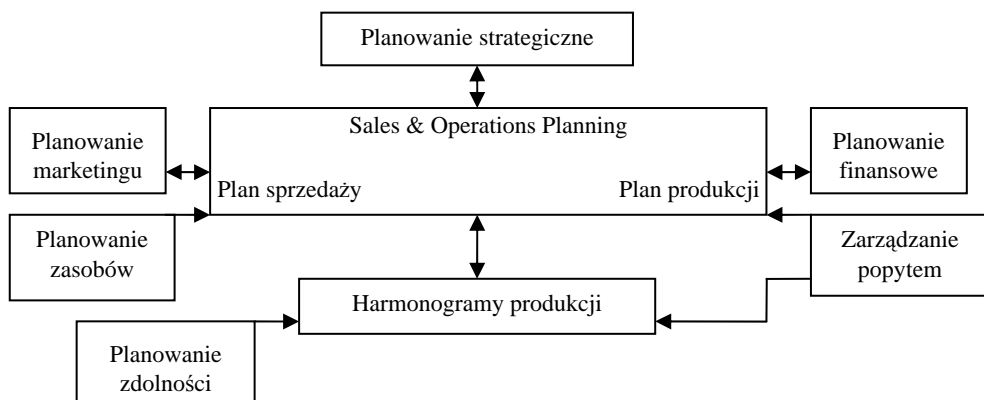 Planowanie strategiczne
Sales & Operations Planning
Plan sprzedaży
Plan produkcji
Planowanie
marketingu
Planowanie
finansowe
Planowanie
zasobów
Zarządzanie
popytem
Harmonogramy produkcji
Planowanie
zdolności